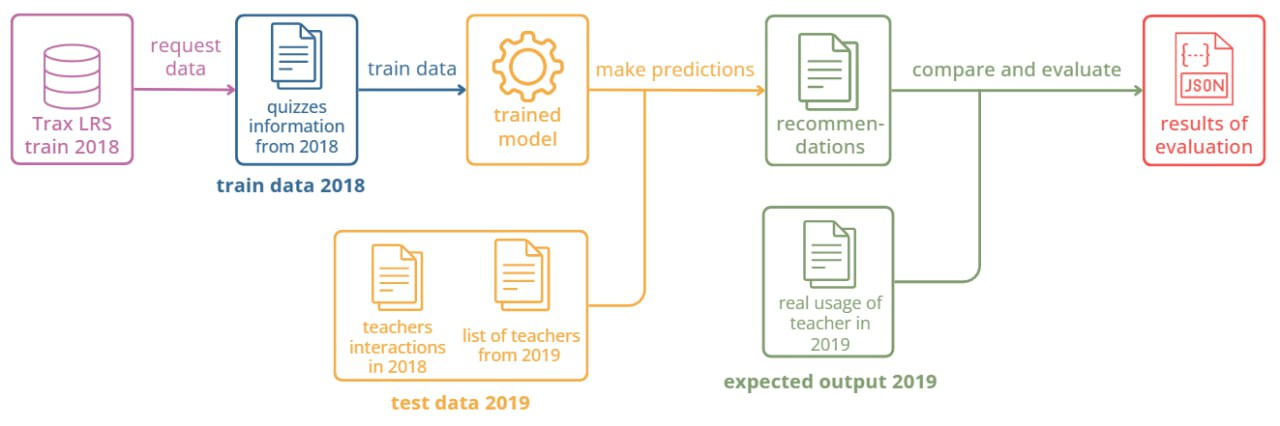 Trax LRS
train 2018
request
data
quizzes
information
from 2018
train data 2018
train data
trained
model
make predictions
recommen-
dations
compare and evaluate
{---}
JSON
results of
evaluation
teachers
interactions
in 2018
list of teachers
from 2019
test data 2019
real usage of
teacher in
2019
expected output 2019